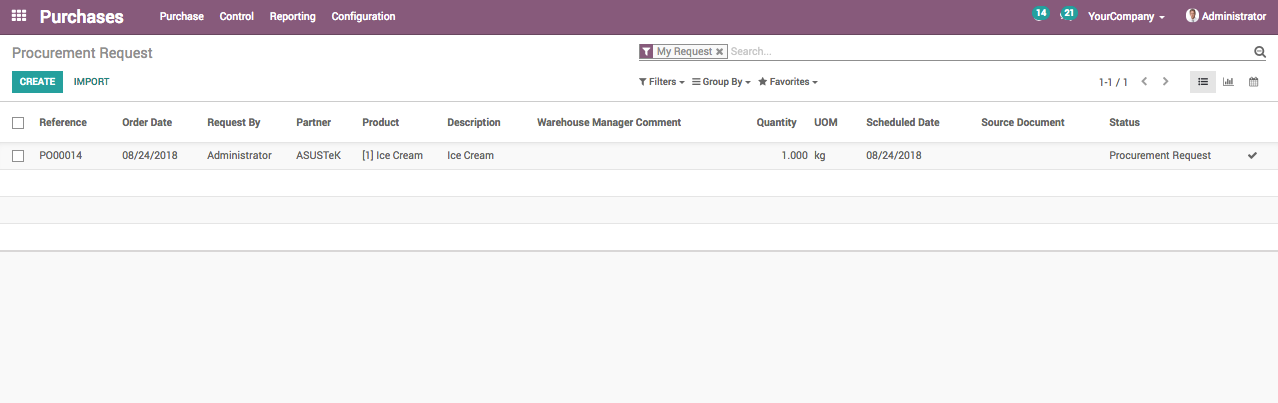 Purchases Purchase Control Reporting Configuration 14 21 YourCompany Administrator
Procurement Request My Request Search...
CREATE IMPORT Filters Group By Favorites 1-1 / 1
Reference Order Date Request By Partner Product Description Warehouse Manager Comment Quantity UOM Scheduled Date Source Document Status
PO00014 08/24/2018 Administrator ASUSTeK [1] Ice Cream Ice Cream 1.000 kg 08/24/2018 Procurement Request